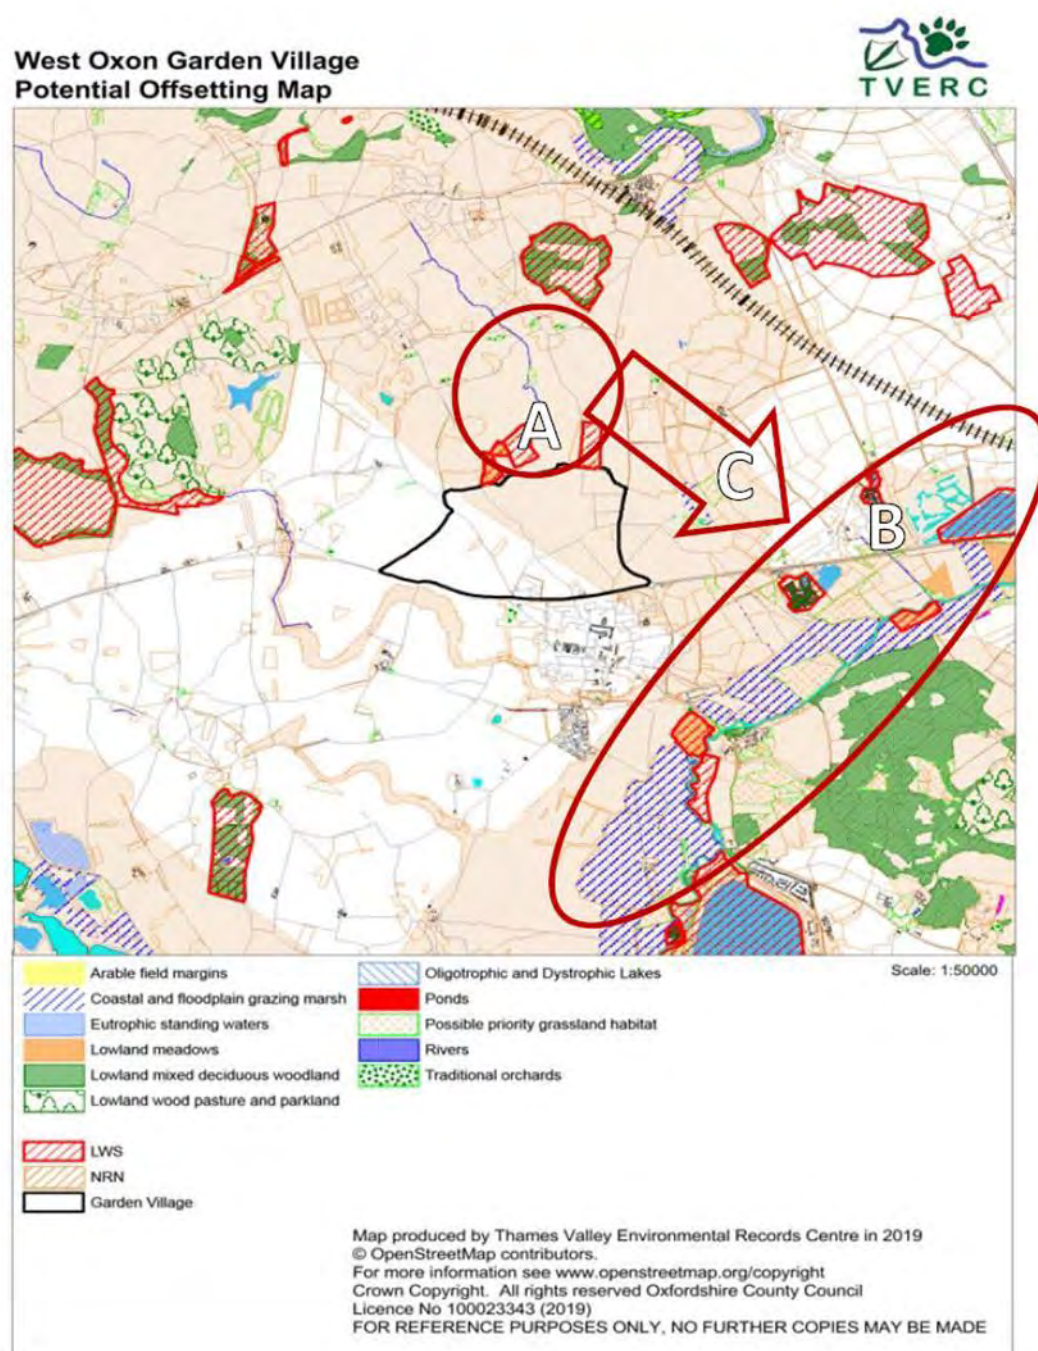 West Oxon Garden Village
Potential Offsetting Map
TVERC
A
C
B
Arable field margins
Coastal and floodplain grazing marsh
Eutrophic standing waters
Lowland meadows
Lowland mixed deciduous woodland
Lowland wood pasture and parkland
Oligotrophic and Dystrophic Lakes
Ponds
Possible priority grassland habitat
Rivers
Traditional orchards
Scale: 1:50000
LWS
NRN
Garden Village
Map produced by Thames Valley Environmental Records Centre in 2019
© OpenStreetMap contributors.
For more information see www.openstreetmap.org/copyright
Crown Copyright. All rights reserved Oxfordshire County Council
Licence No 100023343 (2019)
FOR REFERENCE PURPOSES ONLY, NO FURTHER COPIES MAY BE MADE